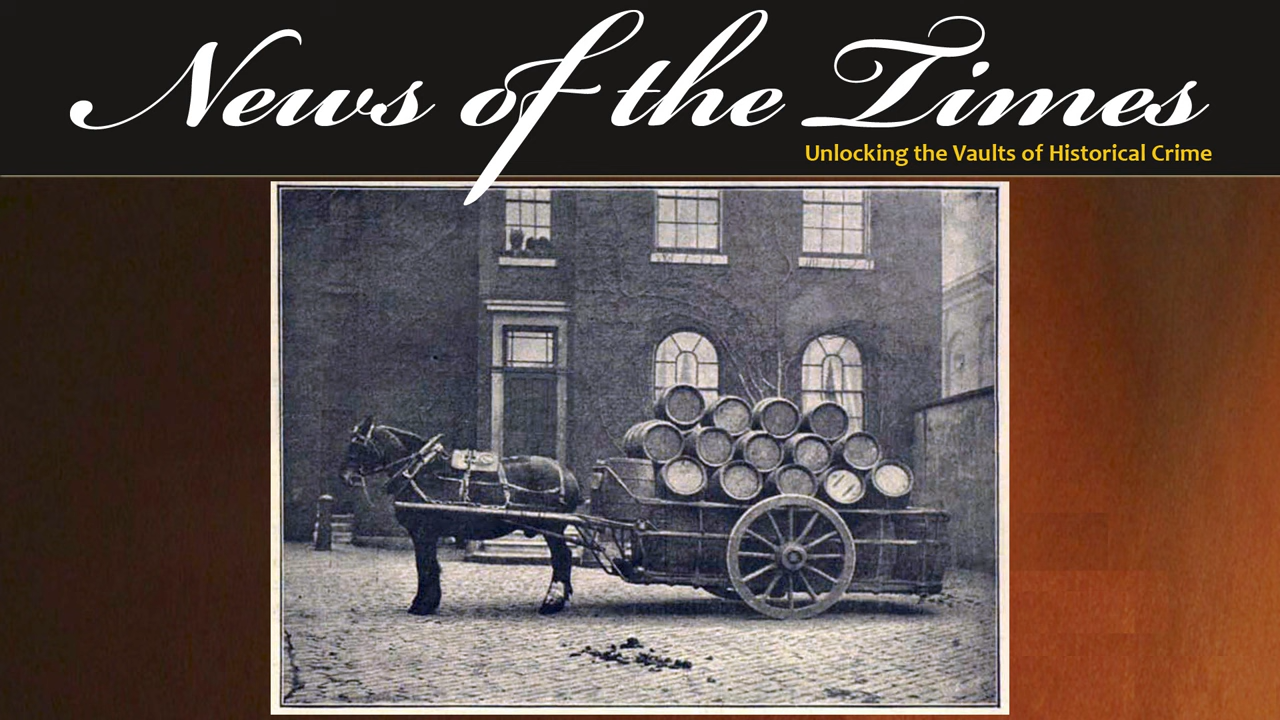 News of the Times
Unlocking the Vaults of Historical Crime